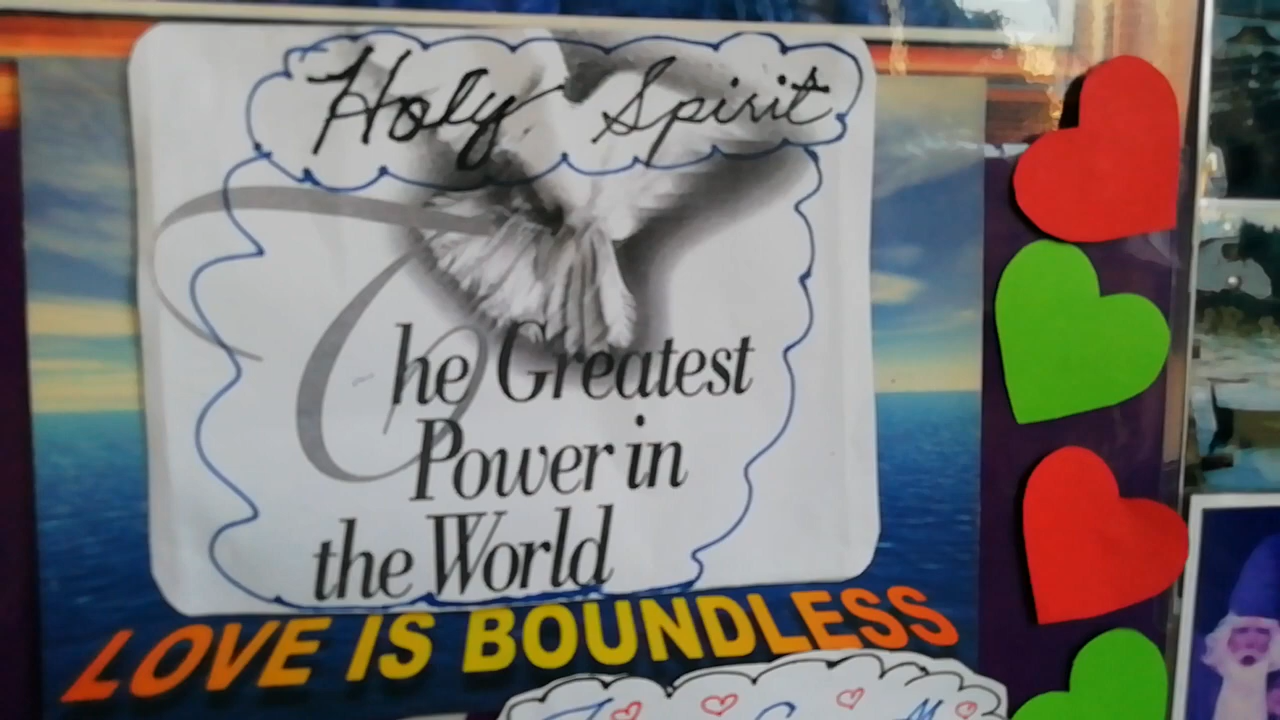 Holy Spirit
The Greatest
Power in
the World
LOVE IS BOUNDLESS